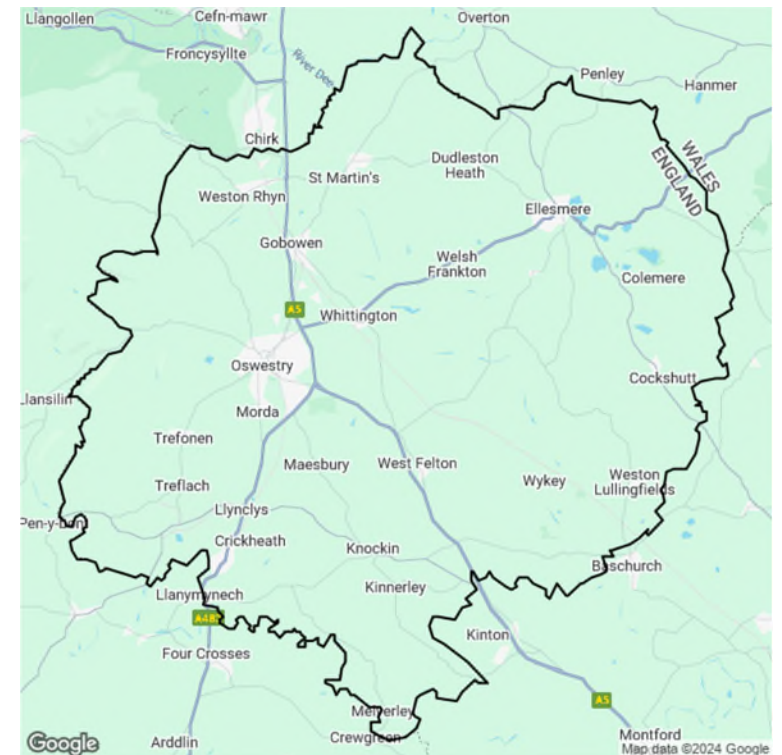 Llangollen
Cefn-mawr
Overton
Froncysyllte
River Dee
Penley
Hanmer
Chirk
WALES
ENGLAND
St Martin's
Dudleston
Heath
Weston Rhyn
Ellesmere
Gobowen
Welsh
Frankton
Colemere
A5
Whittington
Oswestry
Cockshutt
Llansilin
Morda
Trefonen
Maesbury
West Felton
Weston
Lullingfields
Wykey
Treflach
Llynclys
Pen-y-bont
Crickheath
Knockin
Baschurch
Kinnerley
Llanymynech
A483
Kinton
Four Crosses
A5
Melverley
Crewgreen
Montford
Arddlin
Google
Map data ©2024 Google